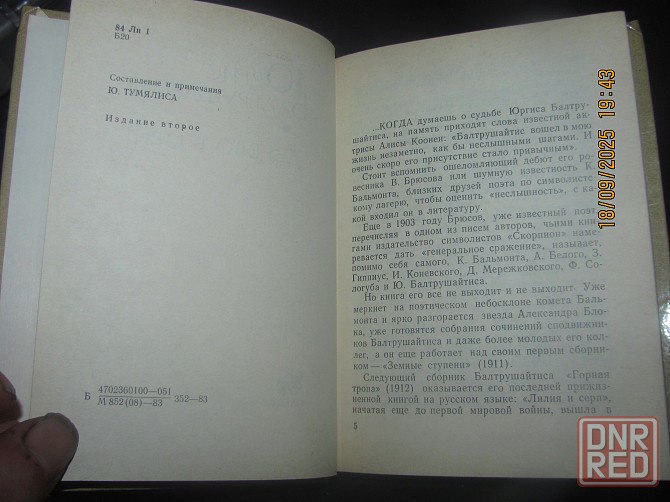 84 Ли 1
Б20
Составление и примечания
Ю. ТУМЯЛИСА
Издание второе
Б 4702360100—051 352—83
М 852(08)—83
...КОГДА думаешь о судьбе Юргиса Балтру-
шайтиса, на память приходят слова известной ак-
трисы Алисы Коонен: «Балтрушайтис вошел в мою
жизнь незаметно, как бы неслышными шагами. И
очень скоро его присутствие стало привычным».
Стоит вспомнить ошеломляющий дебют его ро-
весника В. Брюсова или шумную известность К.
Бальмонта, близких друзей поэта по символистс-
кому лагерю, чтобы оценить «неслышность», с ка-
кой входил он в литературу.
Еще в 1903 году Брюсов, уже известный поэт,
перечисляя в одном из писем авторов, чьими кни-
гами издательство символистов «Скорпион» наме-
ревается дать «генеральное сражение», называет,
помимо себя самого, К. Бальмонта, А. Белого, З.
Гиппиус, И. Коневского, Д. Мережковского, Ф. Со-
логуба и Ю. Балтрушайтиса.
Но книга его все не выходит и не выходит. Уже
меркнет на поэтическом небосклоне комета Баль-
монта и ярко разгорается звезда Александра Бло-
ка, уже готовятся собрания сочинений сподвижни-
ков Балтрушайтиса и даже более молодых его кол-
лег, а он еще работает над своим первым сборни-
ком — «Земные ступени» (1911).
Следующий сборник Балтрушайтиса «Горная
тропа» (1912) оказывается его последней прижиз-
ненной книгой на русском языке: «Лилия и серп»,
начатая еще до первой мировой войны, вышла в
5
18/09/2025 19:43
DNR
RED